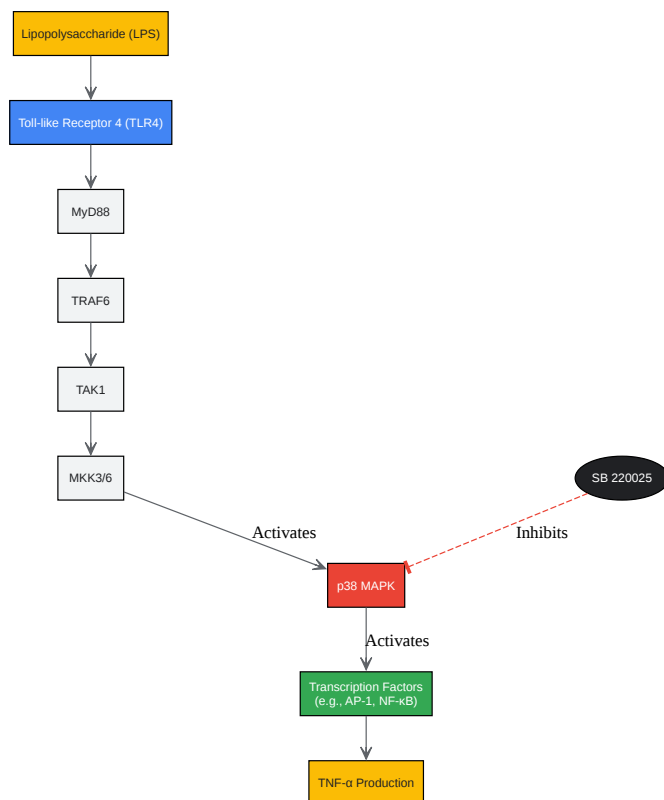 Lipopolysaccharide (LPS)
Toll-like Receptor 4 (TLR4)
MyD88
TRAF6
TAK1
MKK3/6
SB 220025
Activates
Inhibits
p38 MAPK
Activates
Transcription Factors
(e.g., AP-1, NF-κB)
TNF-α Production